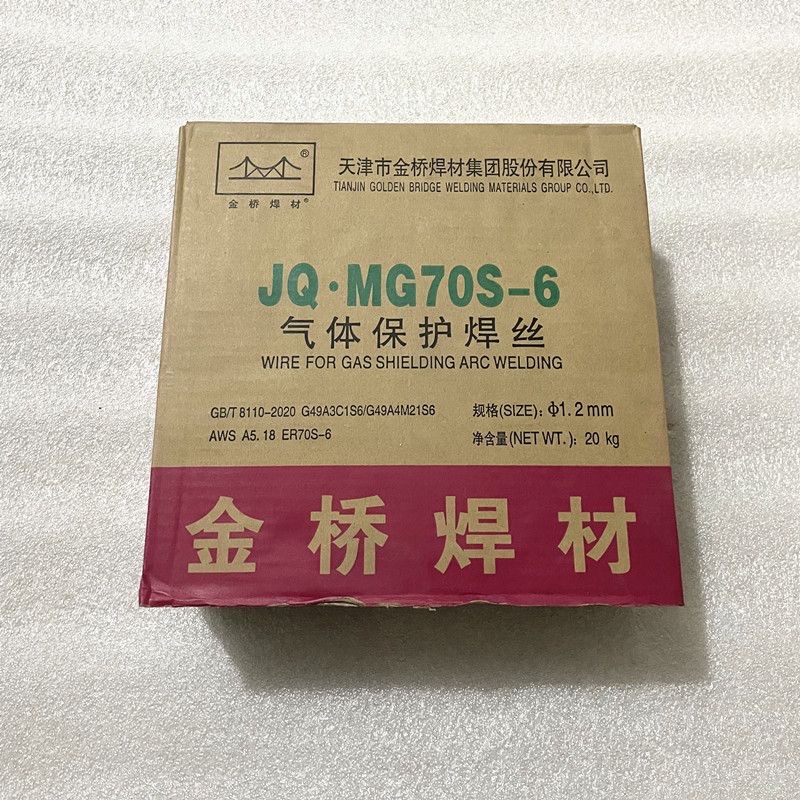 ®
金桥焊材®
天津市金桥焊材集团股份有限公司
TIANJIN GOLDEN BRIDGE WELDING MATERIALS GROUP CO.,LTD.
JQ·MG70S-6
气体保护焊丝
WIRE FOR GAS SHIELDING ARC WELDING
GB/T 8110-2020 G49A3C1S6/G49A4M21S6
规格(SIZE): Φ1.2mm
AWS A5.18 ER70S-6
净含量(NET WT.): 20 kg
金桥焊材